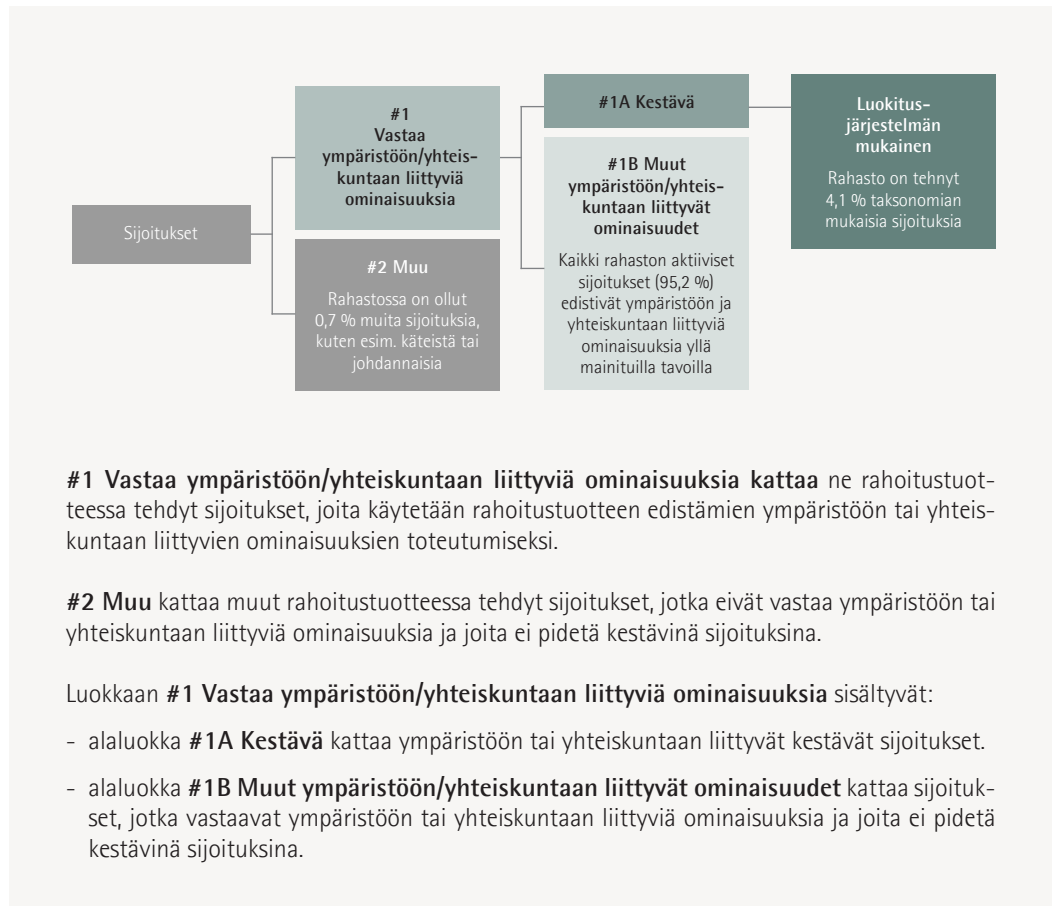 Sijoitukset
#1
Vastaa
ympäristöön/yhteis-
kuntaan liittyviä
ominaisuuksia
#2 Muu
Rahastossa on ollut
0,7 % muita sijoituksia,
kuten esim. käteistä tai
johdannaisia
#1A Kestävä
#1B Muut
ympäristöön/yhteis-
kuntaan liittyvät
ominaisuudet
Kaikki rahaston aktiiviset
sijoitukset (95,2 %)
edistivät ympäristöön ja
yhteiskuntaan liittyviä
ominaisuuksia yllä
mainituilla tavoilla
Luokitus-
järjestelmän
mukainen
Rahasto on tehnyt
4,1 % taksonomian
mukaisia sijoituksia
#1 Vastaa ympäristöön/yhteiskuntaan liittyviä ominaisuuksia kattaa ne rahoitustuot-
teessa tehdyt sijoitukset, joita käytetään rahoitustuotteen edistämien ympäristöön tai yhteis-
kuntaan liittyvien ominaisuuksien toteutumiseksi.
#2 Muu kattaa muut rahoitustuotteessa tehdyt sijoitukset, jotka eivät vastaa ympäristöön tai
yhteiskuntaan liittyviä ominaisuuksia ja joita ei pidetä kestävinä sijoituksina.
Luokkaan #1 Vastaa ympäristöön/yhteiskuntaan liittyviä ominaisuuksia sisältyvät:
- alaluokka #1A Kestävä kattaa ympäristöön tai yhteiskuntaan liittyvät kestävät sijoitukset.
- alaluokka #1B Muut ympäristöön/yhteiskuntaan liittyvät ominaisuudet kattaa sijoituk-
set, jotka vastaavat ympäristöön tai yhteiskuntaan liittyviä ominaisuuksia ja joita ei pidetä
kestävinä sijoituksina.